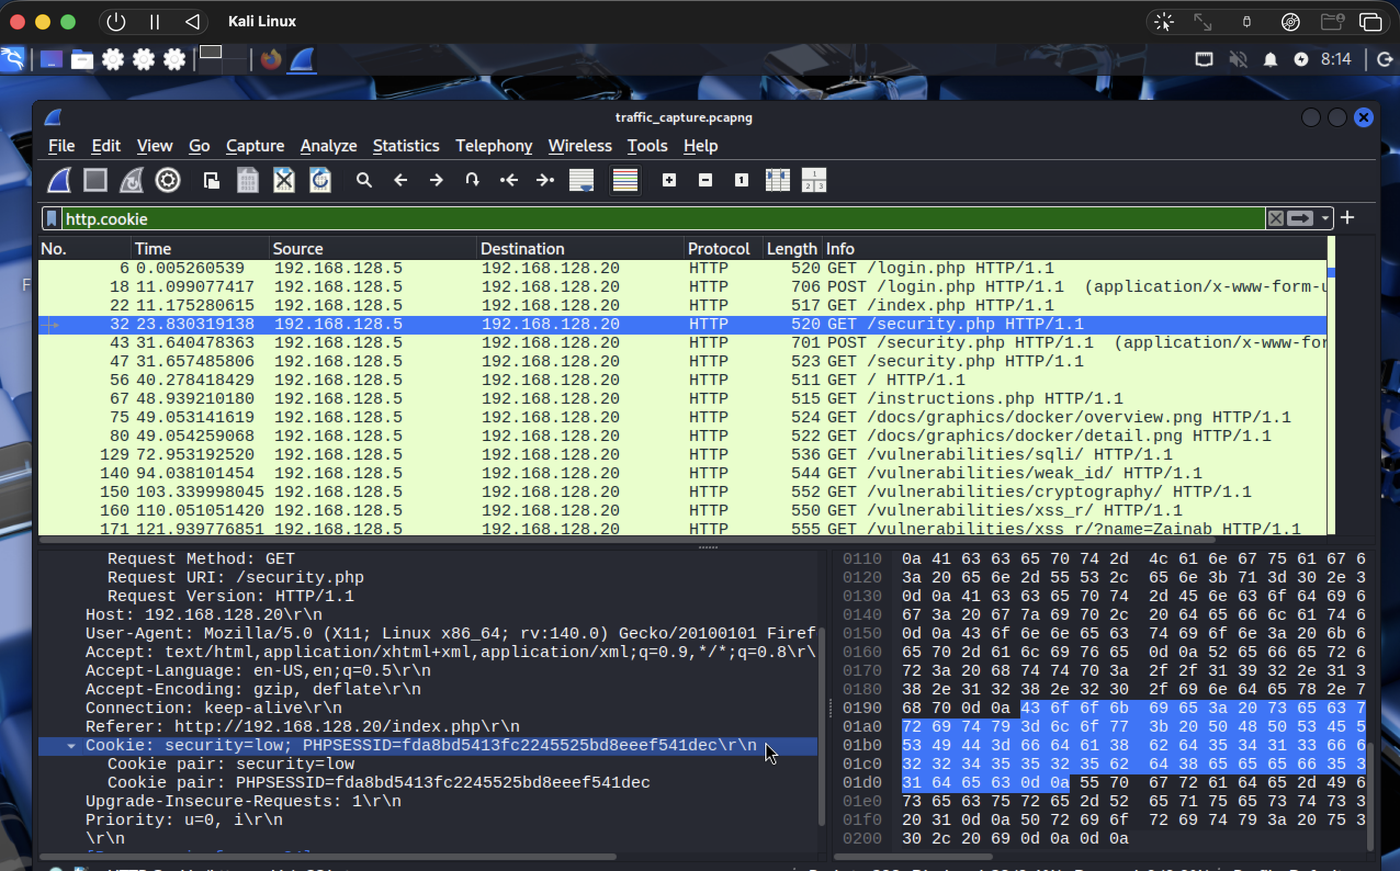 Kali Linux
8:14
traffic_capture.pcapng
File Edit View Go Capture Analyze Statistics Telephony Wireless Tools Help
http.cookie
No. Time Source Destination Protocol Length Info
6 0.005260539 192.168.128.5 192.168.128.20 HTTP 520 GET /login.php HTTP/1.1
18 11.099077417 192.168.128.5 192.168.128.20 HTTP 706 POST /login.php HTTP/1.1 (application/x-www-form-u
22 11.175280615 192.168.128.5 192.168.128.20 HTTP 517 GET /index.php HTTP/1.1
32 23.830319138 192.168.128.5 192.168.128.20 HTTP 520 GET /security.php HTTP/1.1
43 31.640478363 192.168.128.5 192.168.128.20 HTTP 701 POST /security.php HTTP/1.1 (application/x-www-for
47 31.657485806 192.168.128.5 192.168.128.20 HTTP 523 GET /security.php HTTP/1.1
56 40.278418429 192.168.128.5 192.168.128.20 HTTP 511 GET / HTTP/1.1
67 48.939210180 192.168.128.5 192.168.128.20 HTTP 515 GET /instructions.php HTTP/1.1
75 49.053141619 192.168.128.5 192.168.128.20 HTTP 524 GET /docs/graphics/docker/overview.png HTTP/1.1
80 49.054259068 192.168.128.5 192.168.128.20 HTTP 522 GET /docs/graphics/docker/detail.png HTTP/1.1
129 72.953192520 192.168.128.5 192.168.128.20 HTTP 536 GET /vulnerabilities/sqli/ HTTP/1.1
140 94.038101454 192.168.128.5 192.168.128.20 HTTP 544 GET /vulnerabilities/weak_id/ HTTP/1.1
150 103.339998045 192.168.128.5 192.168.128.20 HTTP 552 GET /vulnerabilities/cryptography/ HTTP/1.1
160 110.051051420 192.168.128.5 192.168.128.20 HTTP 550 GET /vulnerabilities/xss_r/ HTTP/1.1
171 121.939776851 192.168.128.5 192.168.128.20 HTTP 555 GET /vulnerabilities/xss_r/?name=Zainab HTTP/1.1
Request Method: GET
Request URI: /security.php
Request Version: HTTP/1.1
Host: 192.168.128.20\r\n
User-Agent: Mozilla/5.0 (X11; Linux x86_64; rv:140.0) Gecko/20100101 Firef
Accept: text/html,application/xhtml+xml,application/xml;q=0.9,*/*;q=0.8\r\
Accept-Language: en-US,en;q=0.5\r\n
Accept-Encoding: gzip, deflate\r\n
Connection: keep-alive\r\n
Referer: http://192.168.128.20/index.php\r\n
Cookie: security=low; PHPSESSID=fda8bd5413fc2245525bd8eeef541dec\r\n
Cookie pair: security=low
Cookie pair: PHPSESSID=fda8bd5413fc2245525bd8eeef541dec
Upgrade-Insecure-Requests: 1\r\n
Priority: u=0, i\r\n
\r\n
0110 0a 41 63 63 65 70 74 2d 4c 61 6e 67 75 61 67 6
0120 3a 20 65 6e 2d 55 53 2c 65 6e 3b 71 3d 30 2e 3
0130 0d 0a 41 63 63 65 70 74 2d 45 6e 63 6f 64 69 6
0140 67 3a 20 67 7a 69 70 2c 20 64 65 66 6c 61 74 6
0150 0d 0a 43 6f 6e 6e 65 63 74 69 6f 6e 3a 20 6b 6
0160 65 70 2d 61 6c 69 76 65 0d 0a 52 65 66 65 72 6
0170 72 3a 20 68 74 74 70 3a 2f 2f 31 39 32 2e 31 3
0180 38 2e 31 32 38 2e 32 30 2f 69 6e 64 65 78 2e 7
0190 68 70 0d 0a 43 6f 6f 6b 69 65 3a 20 73 65 63 7
01a0 72 69 74 79 3d 6c 6f 77 3b 20 50 48 50 53 45 5
01b0 53 49 44 3d 66 64 61 38 62 64 35 34 31 33 66 6
01c0 32 32 34 35 35 32 35 62 64 38 65 65 65 66 35 3
01d0 31 64 65 63 0d 0a 55 70 67 72 61 64 65 2d 49 6
01e0 73 65 63 75 72 65 2d 52 65 71 75 65 73 74 73 3
01f0 20 31 0d 0a 50 72 69 6f 72 69 74 79 3a 20 75 3
0200 30 2c 20 69 0d 0a 0d 0a